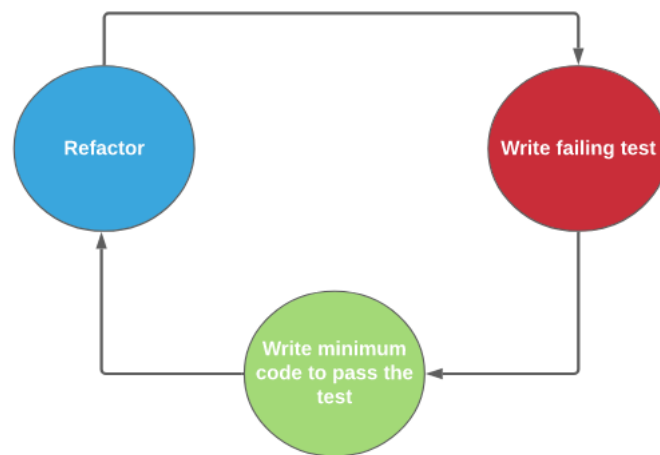 Refactor
Write failing test
Write minimum
code to pass the
test